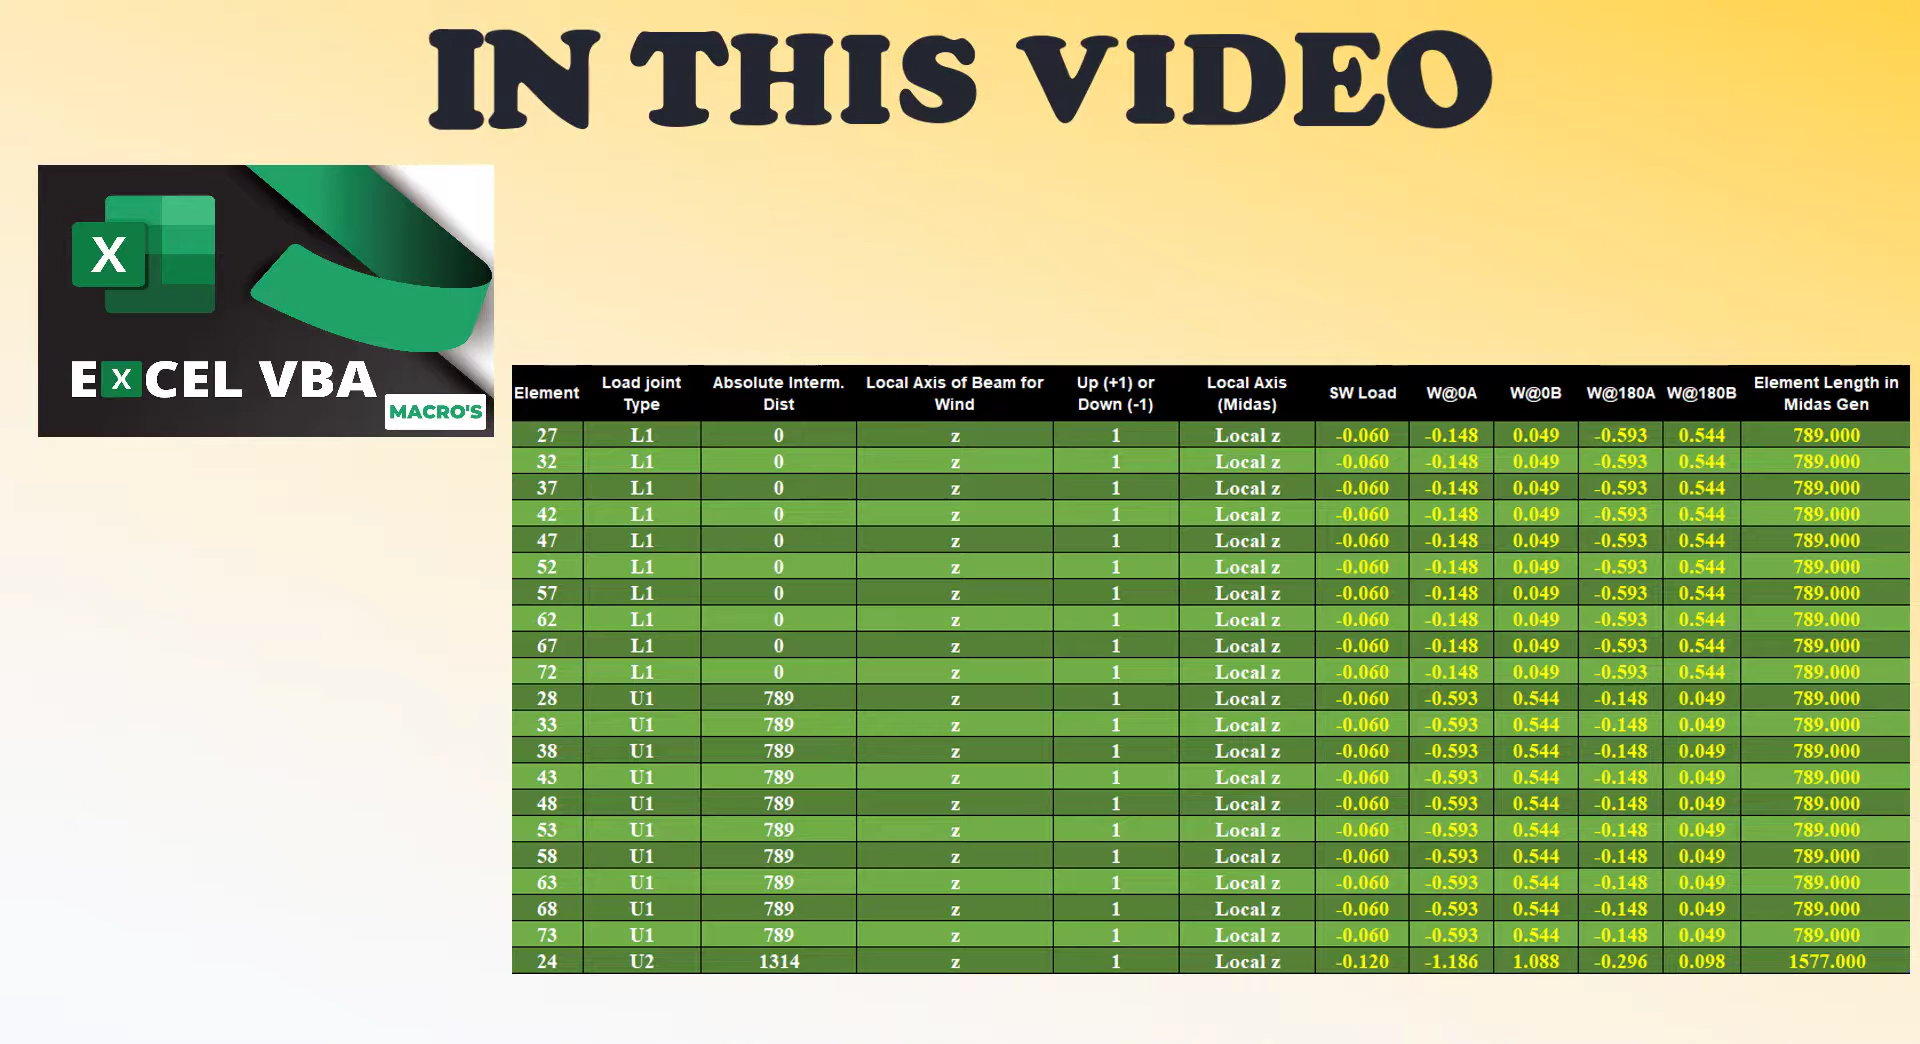 IN THIS VIDEO
X
EXCEL VBA
MACRO'S
Element Load joint Type Absolute Interm. Dist Local Axis of Beam for Wind Up (+1) or Down (-1) Local Axis (Midas) SW Load W@0A W@0B W@180A W@180B Element Length in Midas Gen
27 L1 0 z 1 Local z -0.060 -0.148 0.049 -0.593 0.544 789.000
32 L1 0 z 1 Local z -0.060 -0.148 0.049 -0.593 0.544 789.000
37 L1 0 z 1 Local z -0.060 -0.148 0.049 -0.593 0.544 789.000
42 L1 0 z 1 Local z -0.060 -0.148 0.049 -0.593 0.544 789.000
47 L1 0 z 1 Local z -0.060 -0.148 0.049 -0.593 0.544 789.000
52 L1 0 z 1 Local z -0.060 -0.148 0.049 -0.593 0.544 789.000
57 L1 0 z 1 Local z -0.060 -0.148 0.049 -0.593 0.544 789.000
62 L1 0 z 1 Local z -0.060 -0.148 0.049 -0.593 0.544 789.000
67 L1 0 z 1 Local z -0.060 -0.148 0.049 -0.593 0.544 789.000
72 L1 0 z 1 Local z -0.060 -0.148 0.049 -0.593 0.544 789.000
28 U1 789 z 1 Local z -0.060 -0.593 0.544 -0.148 0.049 789.000
33 U1 789 z 1 Local z -0.060 -0.593 0.544 -0.148 0.049 789.000
38 U1 789 z 1 Local z -0.060 -0.593 0.544 -0.148 0.049 789.000
43 U1 789 z 1 Local z -0.060 -0.593 0.544 -0.148 0.049 789.000
48 U1 789 z 1 Local z -0.060 -0.593 0.544 -0.148 0.049 789.000
53 U1 789 z 1 Local z -0.060 -0.593 0.544 -0.148 0.049 789.000
58 U1 789 z 1 Local z -0.060 -0.593 0.544 -0.148 0.049 789.000
63 U1 789 z 1 Local z -0.060 -0.593 0.544 -0.148 0.049 789.000
68 U1 789 z 1 Local z -0.060 -0.593 0.544 -0.148 0.049 789.000
73 U1 789 z 1 Local z -0.060 -0.593 0.544 -0.148 0.049 789.000
24 U2 1314 z 1 Local z -0.120 -1.186 1.088 -0.296 0.098 1577.000